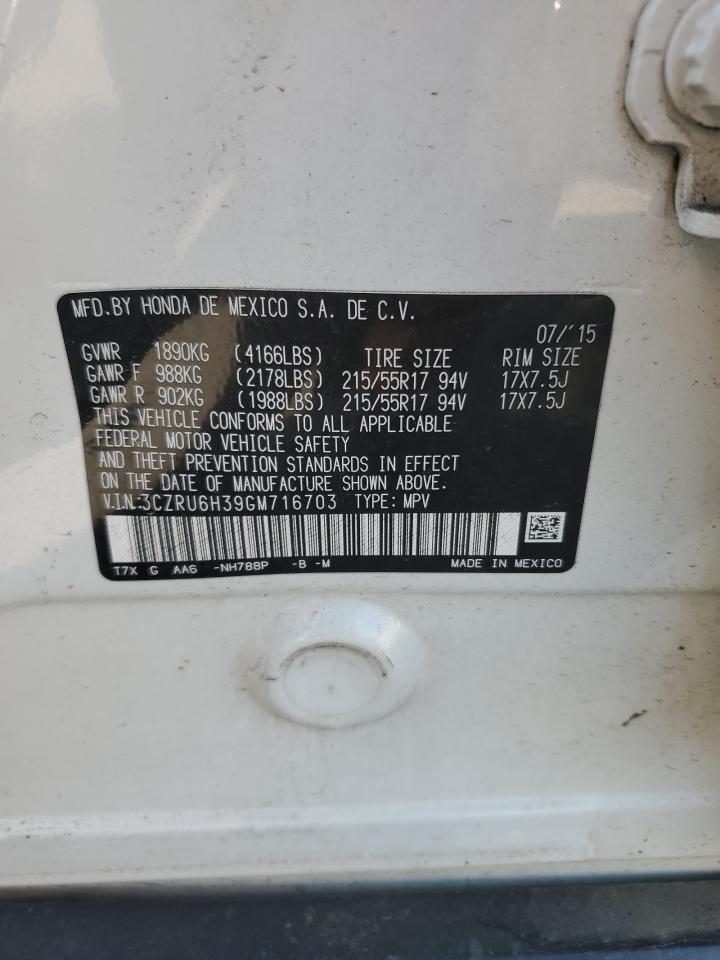 MFD.BY HONDA DE MEXICO S.A. DE C.V.
07/´15
GVWR 1890KG (4166LBS) TIRE SIZE RIM SIZE
GAWR F 988KG (2178LBS) 215/55R17 94V 17X7.5J
GAWR R 902KG (1988LBS) 215/55R17 94V 17X7.5J
THIS VEHICLE CONFORMS TO ALL APPLICABLE
FEDERAL MOTOR VEHICLE SAFETY
AND THEFT PREVENTION STANDARDS IN EFFECT
ON THE DATE OF MANUFACTURE SHOWN ABOVE.
V.I.N:3CZRU6H39GM716703 TYPE: MPV
T7X G AA6 -NH788P -B -M MADE IN MEXICO